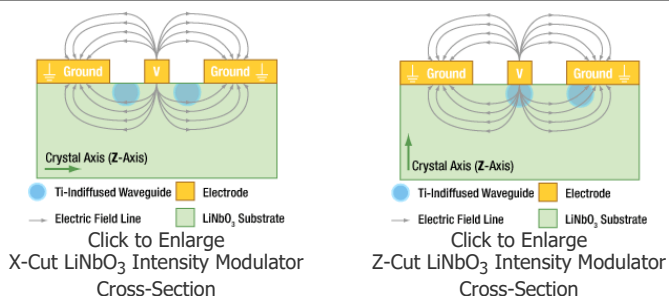 Ground V Ground
Crystal Axis (Z-Axis)
Ti-Indiffused Waveguide Electrode
Electric Field Line LiNbO3 Substrate
Click to Enlarge
X-Cut LiNbO3 Intensity Modulator
Cross-Section
Ground V Ground
Crystal Axis (Z-Axis)
Ti-Indiffused Waveguide Electrode
Electric Field Line LiNbO3 Substrate
Click to Enlarge
Z-Cut LiNbO3 Intensity Modulator
Cross-Section